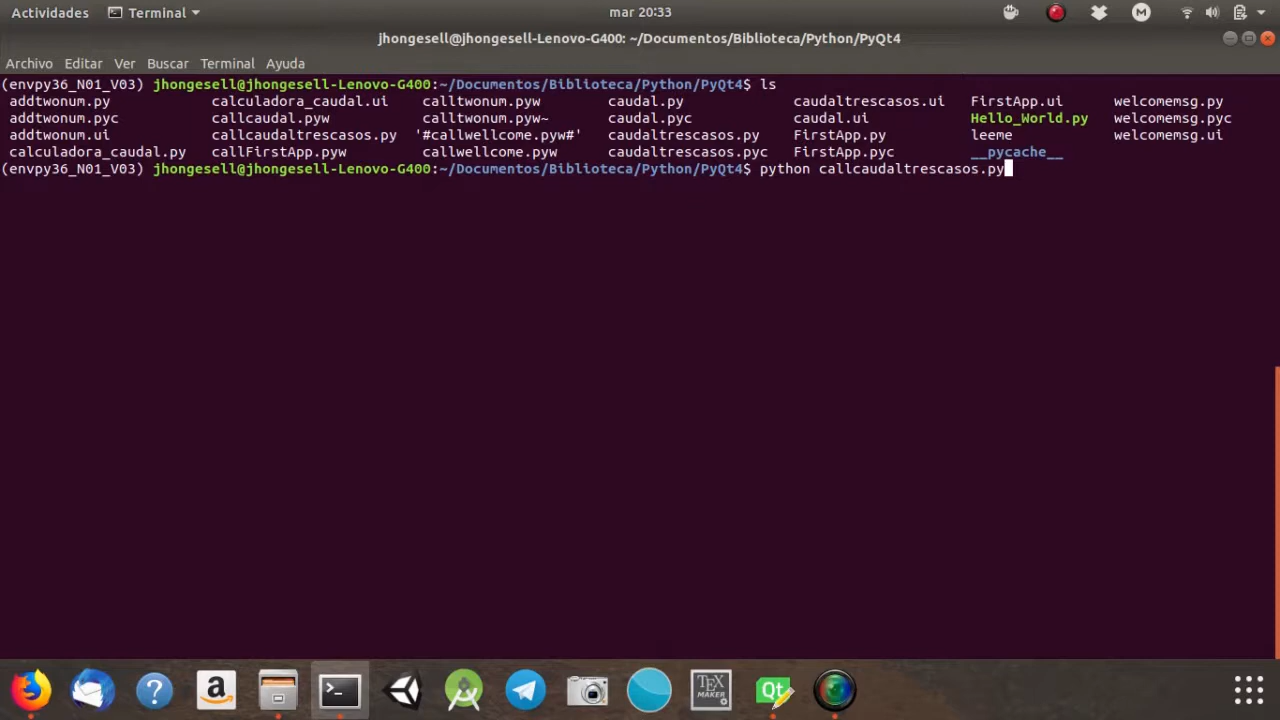 Actividades Terminal mar 20:33 M
jhongesell@jhongesell-Lenovo-G400: ~/Documentos/Biblioteca/Python/PyQt4
Archivo Editar Ver Buscar Terminal Ayuda
(envpy36_N01_V03) jhongesell@jhongesell-Lenovo-G400:~/Documentos/Biblioteca/Python/PyQt4$ ls
addtwonum.py calculadora_caudal.ui calltwonum.pyw caudal.py caudaltrescasos.ui FirstApp.ui welcomemsg.py
addtwonum.pyc callcaudal.pyw calltwonum.pyw~ caudal.pyc caudal.ui Hello_World.py welcomemsg.pyc
addtwonum.ui callcaudaltrescasos.py '#callwellcome.pyw#' caudaltrescasos.py FirstApp.py leeme welcomemsg.ui
calculadora_caudal.py callFirstApp.pyw callwellcome.pyw caudaltrescasos.pyc FirstApp.pyc __pycache__
(envpy36_N01_V03) jhongesell@jhongesell-Lenovo-G400:~/Documentos/Biblioteca/Python/PyQt4$ python callcaudaltrescasos.py
? a >_ TEX MAKER Qt